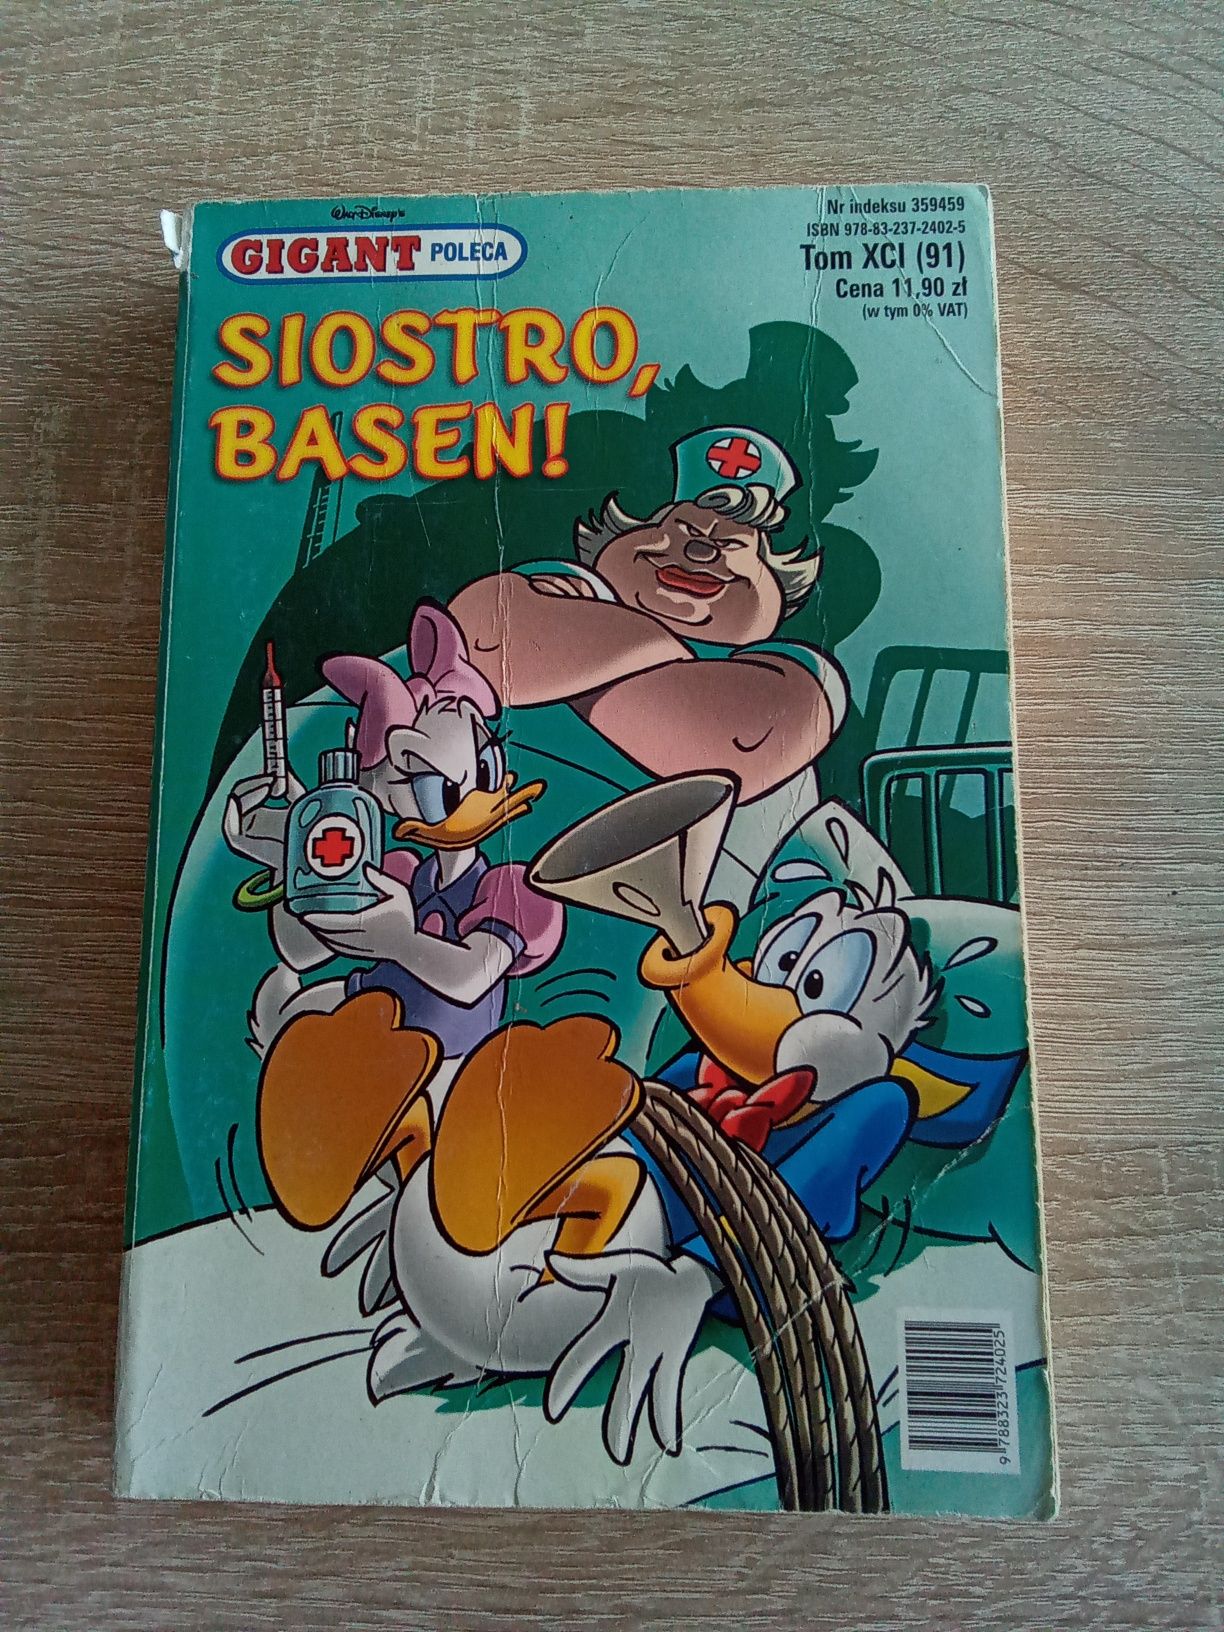 Walt Disney's
GIGANT POLECA
Nr indeksu 359459
ISBN 978-83-237-2402-5
Tom XCI (91)
Cena 11,90 zł
(w tym 0% VAT)
SIOSTRO,
BASEN!
9 788323 724025